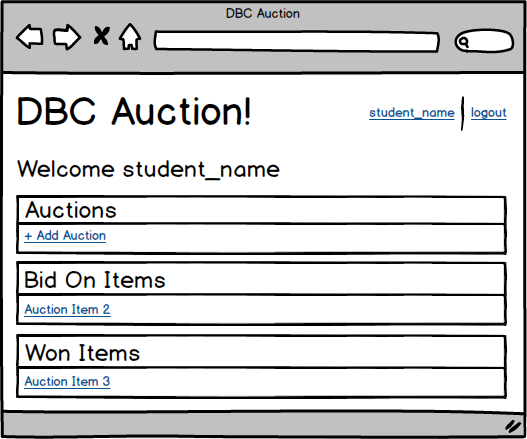 DBC Auction
DBC Auction!
student_name | logout
Welcome student_name
Auctions
+ Add Auction
Bid On Items
Auction Item 2
Won Items
Auction Item 3